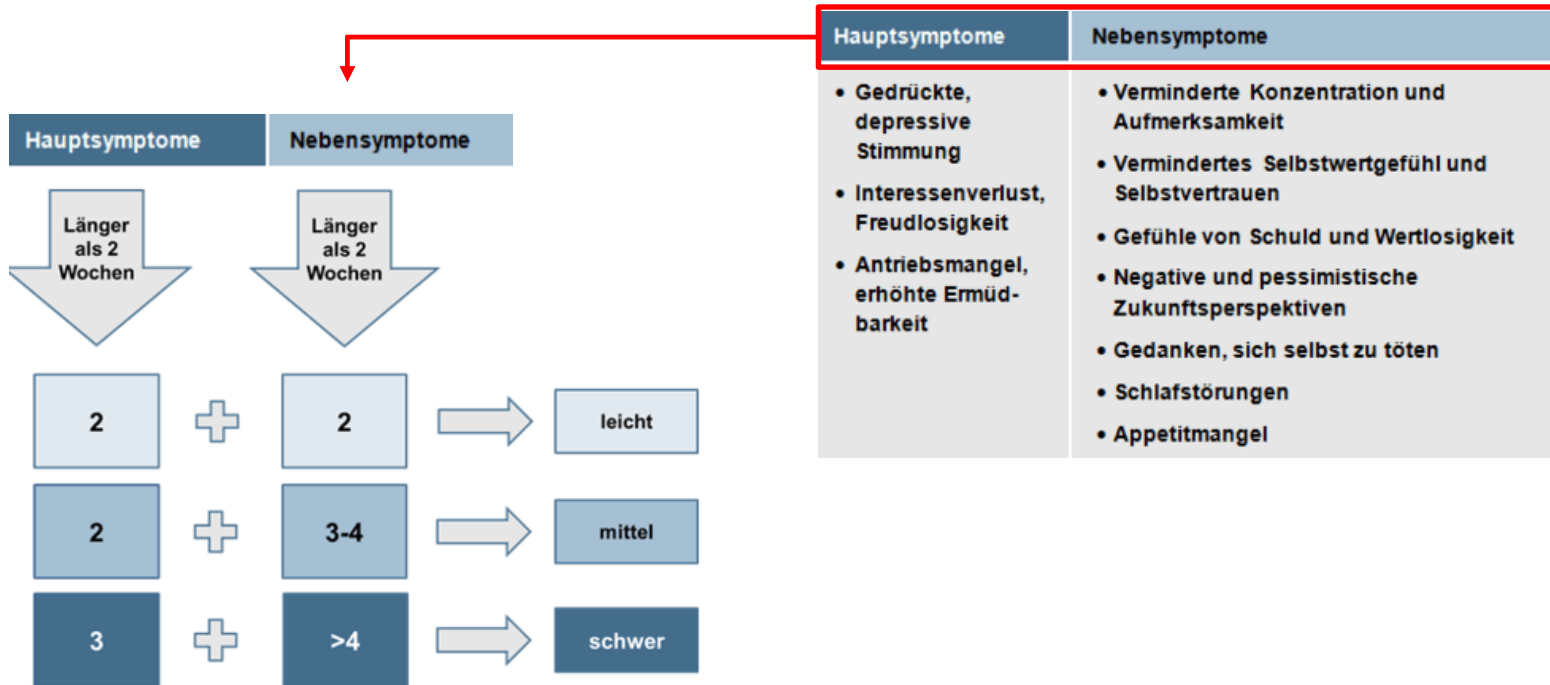 Hauptsymptome
Nebensymptome
• Gedrückte,
depressive
Stimmung
• Interessenverlust,
Freudlosigkeit
• Antriebsmangel,
erhöhte Ermüd-
barkeit
• Verminderte Konzentration und
Aufmerksamkeit
• Vermindertes Selbstwertgefühl und
Selbstvertrauen
• Gefühle von Schuld und Wertlosigkeit
• Negative und pessimistische
Zukunftsperspektiven
• Gedanken, sich selbst zu töten
• Schlafstörungen
• Appetitmangel
Hauptsymptome
Nebensymptome
Länger
als 2
Wochen
Länger
als 2
Wochen
2
2
leicht
2
3-4
mittel
3
>4
schwer